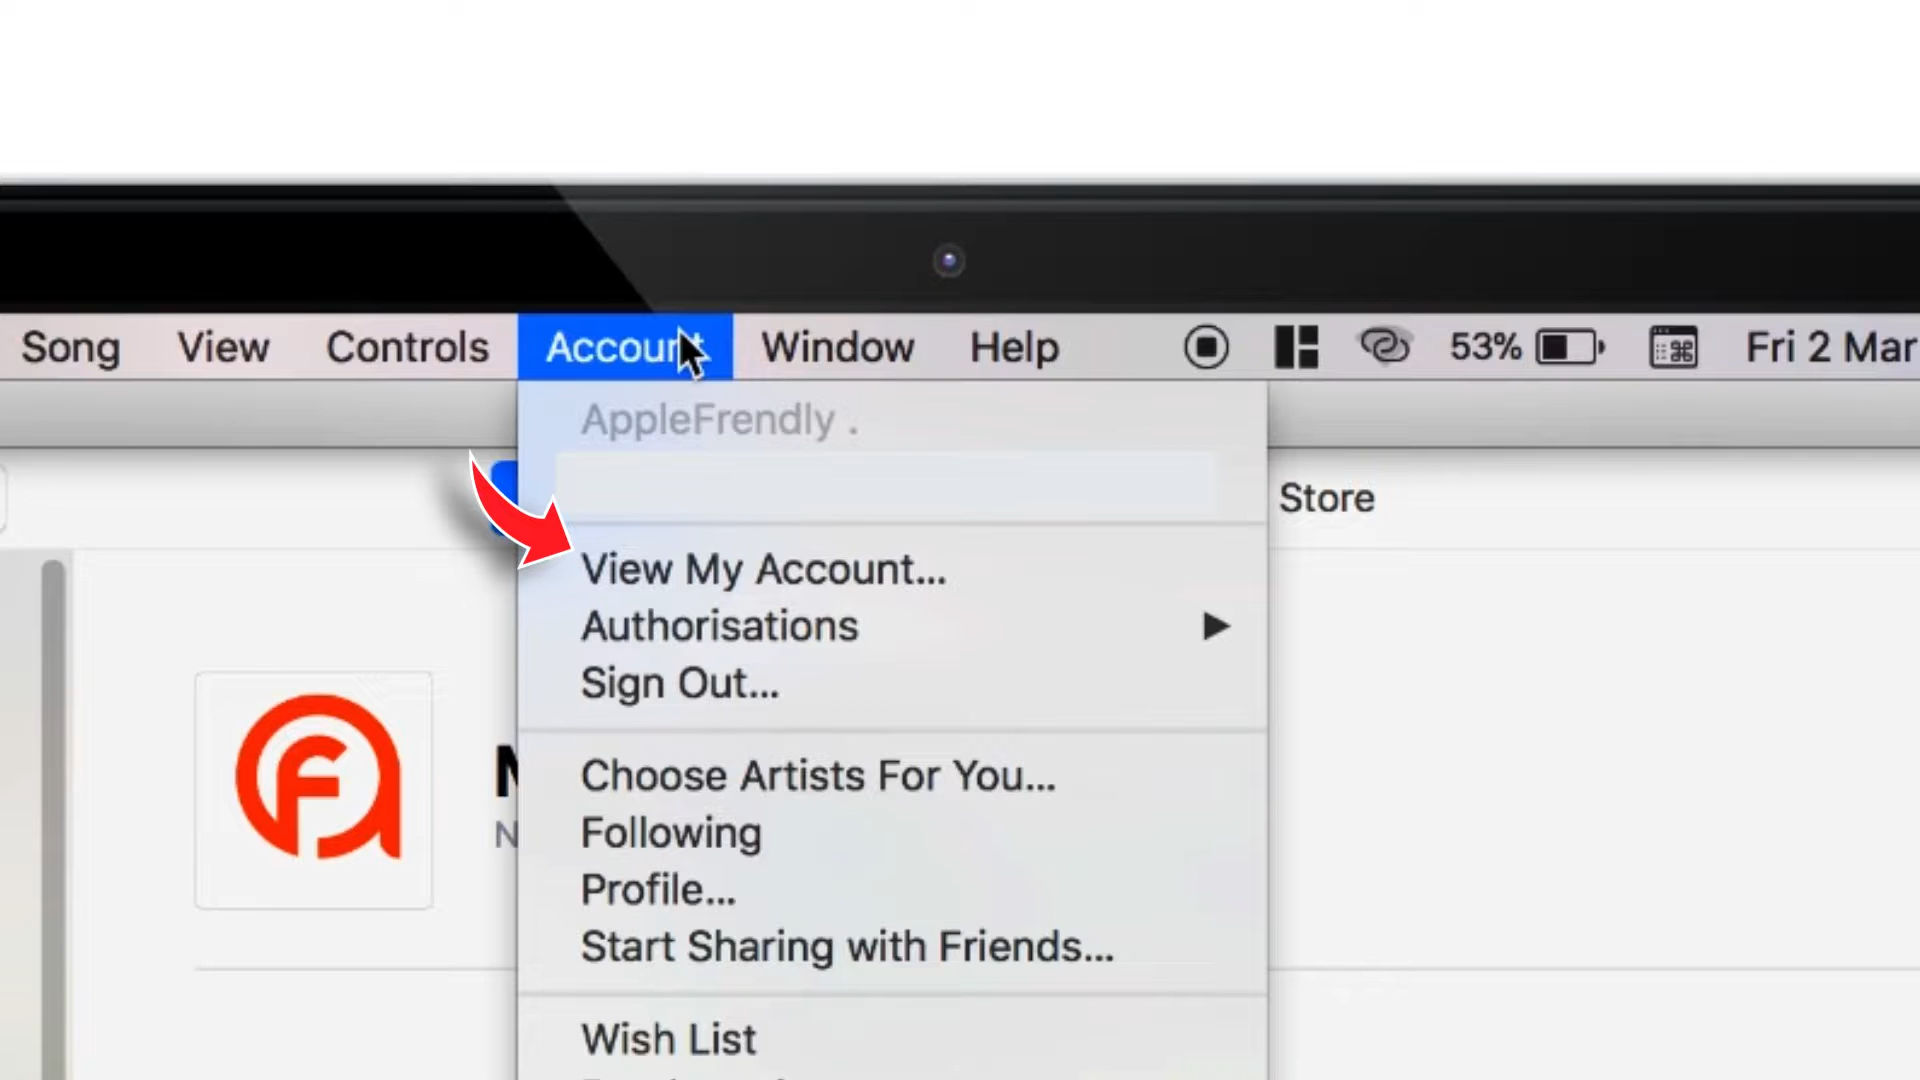 Song View Controls Account Window Help 53% Fri 2 Mar
AppleFrendly .
Store
View My Account...
Authorisations
Sign Out...
Choose Artists For You...
Following
Profile...
Start Sharing with Friends...
Wish List